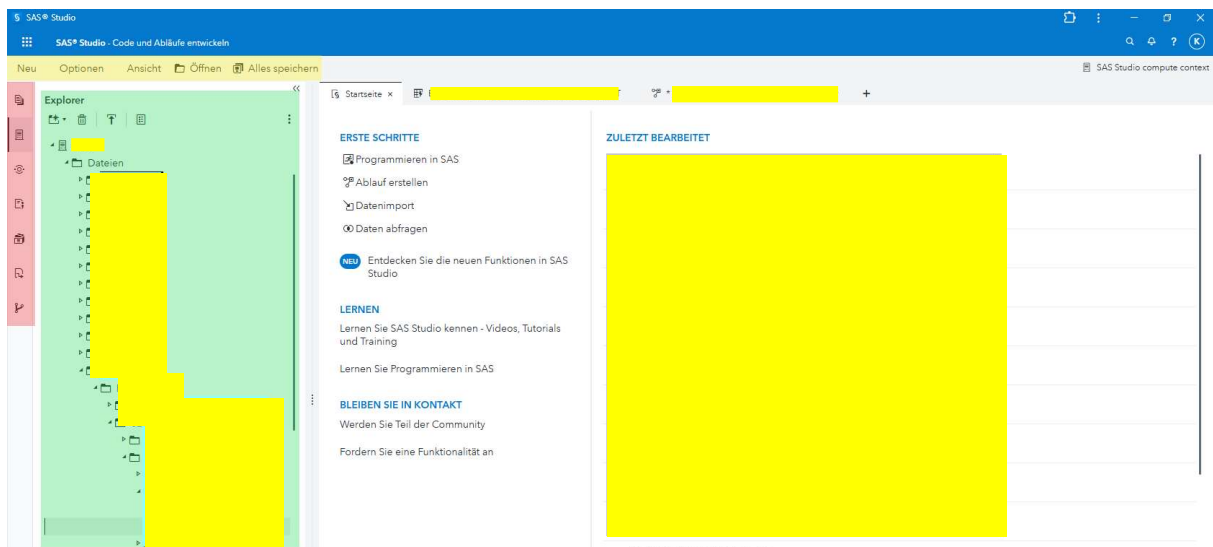 SAS® Studio
SAS® Studio - Code und Abläufe entwickeln
? K
Neu Optionen Ansicht Öffnen Alles speichern
SAS Studio compute context
Explorer
Dateien
Startseite × +
ERSTE SCHRITTE
Programmieren in SAS
Ablauf erstellen
Datenimport
Daten abfragen
NEU Entdecken Sie die neuen Funktionen in SAS
Studio
LERNEN
Lernen Sie SAS Studio kennen - Videos, Tutorials
und Training
Lernen Sie Programmieren in SAS
BLEIBEN SIE IN KONTAKT
Werden Sie Teil der Community
Fordern Sie eine Funktionalität an
ZULETZT BEARBEITET